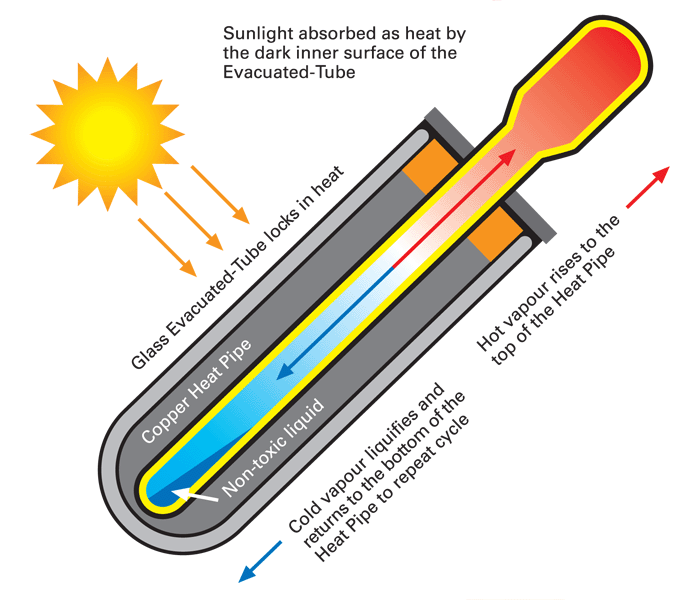 Sunlight absorbed as heat by
the dark inner surface of the
Evacuated-Tube
Glass Evacuated-Tube locks in heat
Copper Heat Pipe
Non-toxic liquid
Hot vapour rises to the
top of the Heat Pipe
Cold vapour liquifies and
returns to the bottom of the
Heat Pipe to repeat cycle